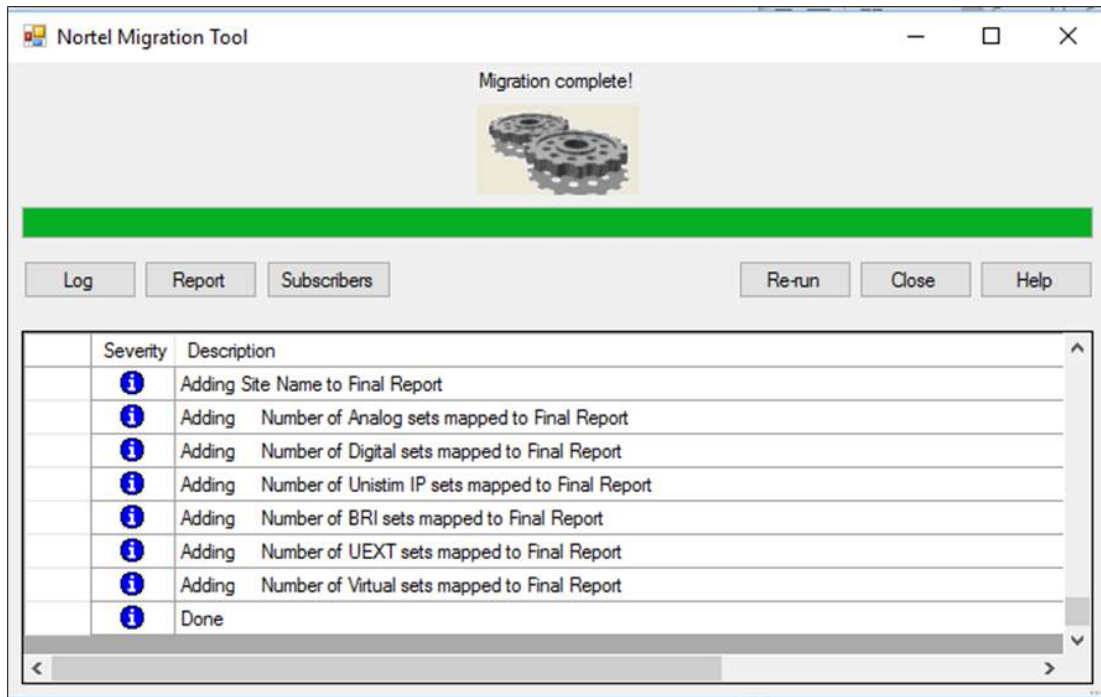 Nortel Migration Tool
Migration complete!
Log Report Subscribers Re-run Close Help
Severity Description
Adding Site Name to Final Report
Adding Number of Analog sets mapped to Final Report
Adding Number of Digital sets mapped to Final Report
Adding Number of Unistim IP sets mapped to Final Report
Adding Number of BRI sets mapped to Final Report
Adding Number of UEXT sets mapped to Final Report
Adding Number of Virtual sets mapped to Final Report
Done